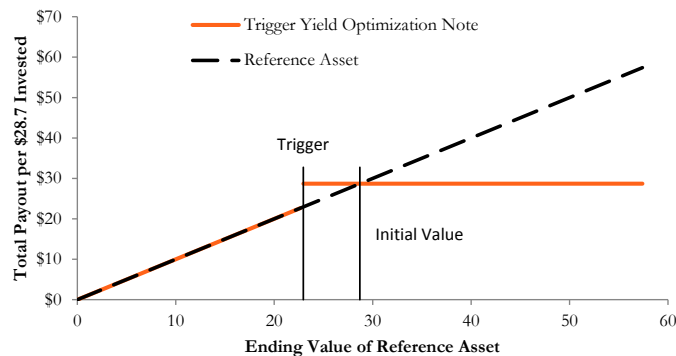 Trigger Yield Optimization Note
Reference Asset
Total Payout per $28.7 Invested
$70
$60
$50
$40
$30
$20
$10
$0
Trigger
Initial Value
0 10 20 30 40 50 60
Ending Value of Reference Asset